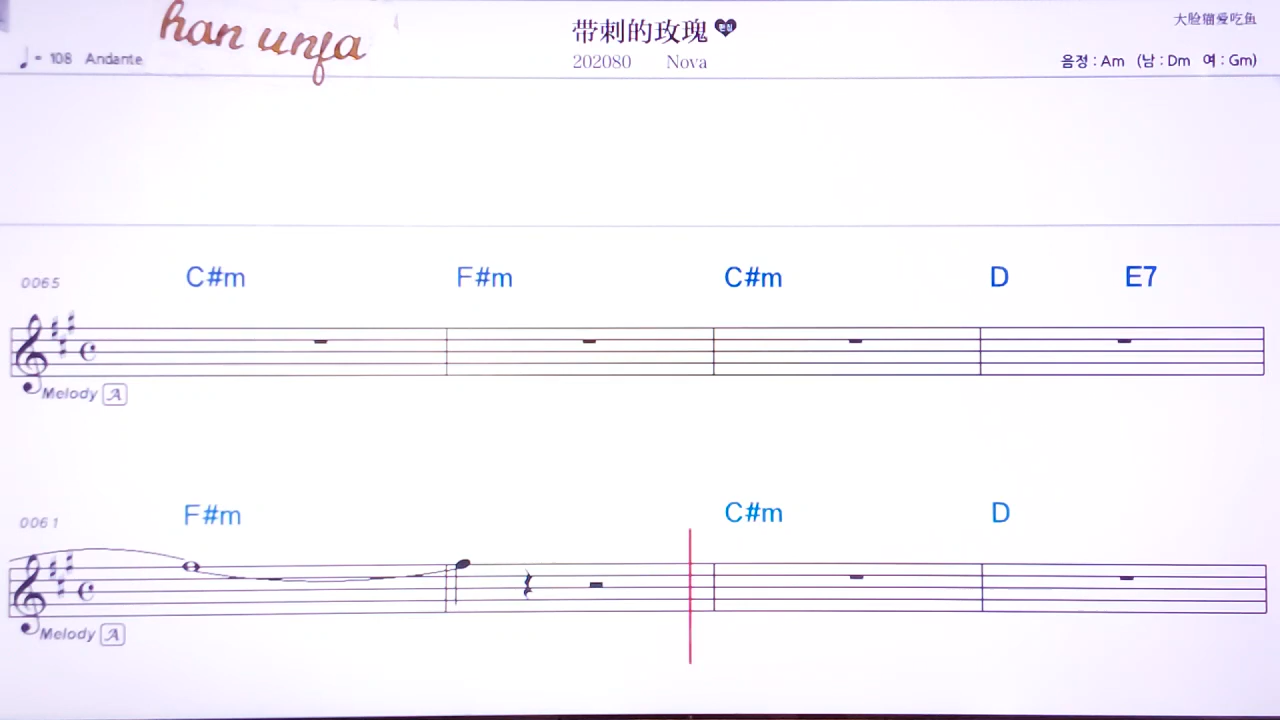 han unfa
带刺的玫瑰
大脸猫爱吃鱼
= 108 Andante
202080 Nova
음정 : Am (남 : Dm 여 : Gm)
0065 C#m F#m C#m D E7
Melody A
0061 F#m C#m D
Melody A